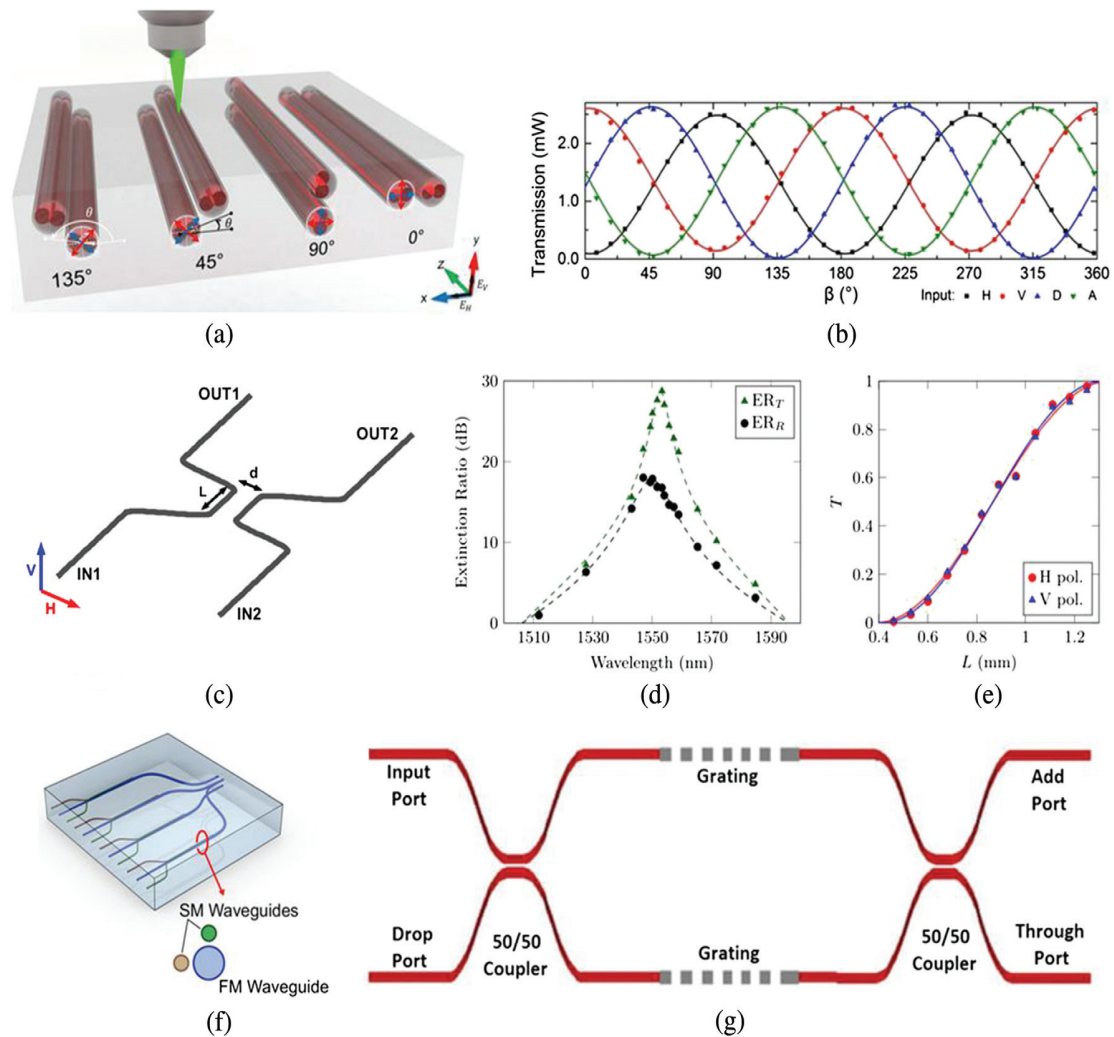 θ
135°
θ
45°
90°
0°
y
Z
x
E_V
E_H
(a)
Transmission (mW)
2.0
1.0
0.0
0 45 90 135 180 225 270 315 360
β (°)
Input: H V D A
(b)
OUT1
OUT2
d
L
IN1
IN2
V
H
(c)
Extinction Ratio (dB)
30
20
10
0
1510 1530 1550 1570 1590
Wavelength (nm)
ER_T
ER_R
(d)
T
1
0.8
0.6
0.4
0.2
0
0.4 0.6 0.8 1 1.2
L (mm)
H pol.
V pol.
(e)
SM Waveguides
FM Waveguide
(f)
Input
Port
Grating
Add
Port
Drop
Port
50/50
Coupler
Grating
50/50
Coupler
Through
Port
(g)